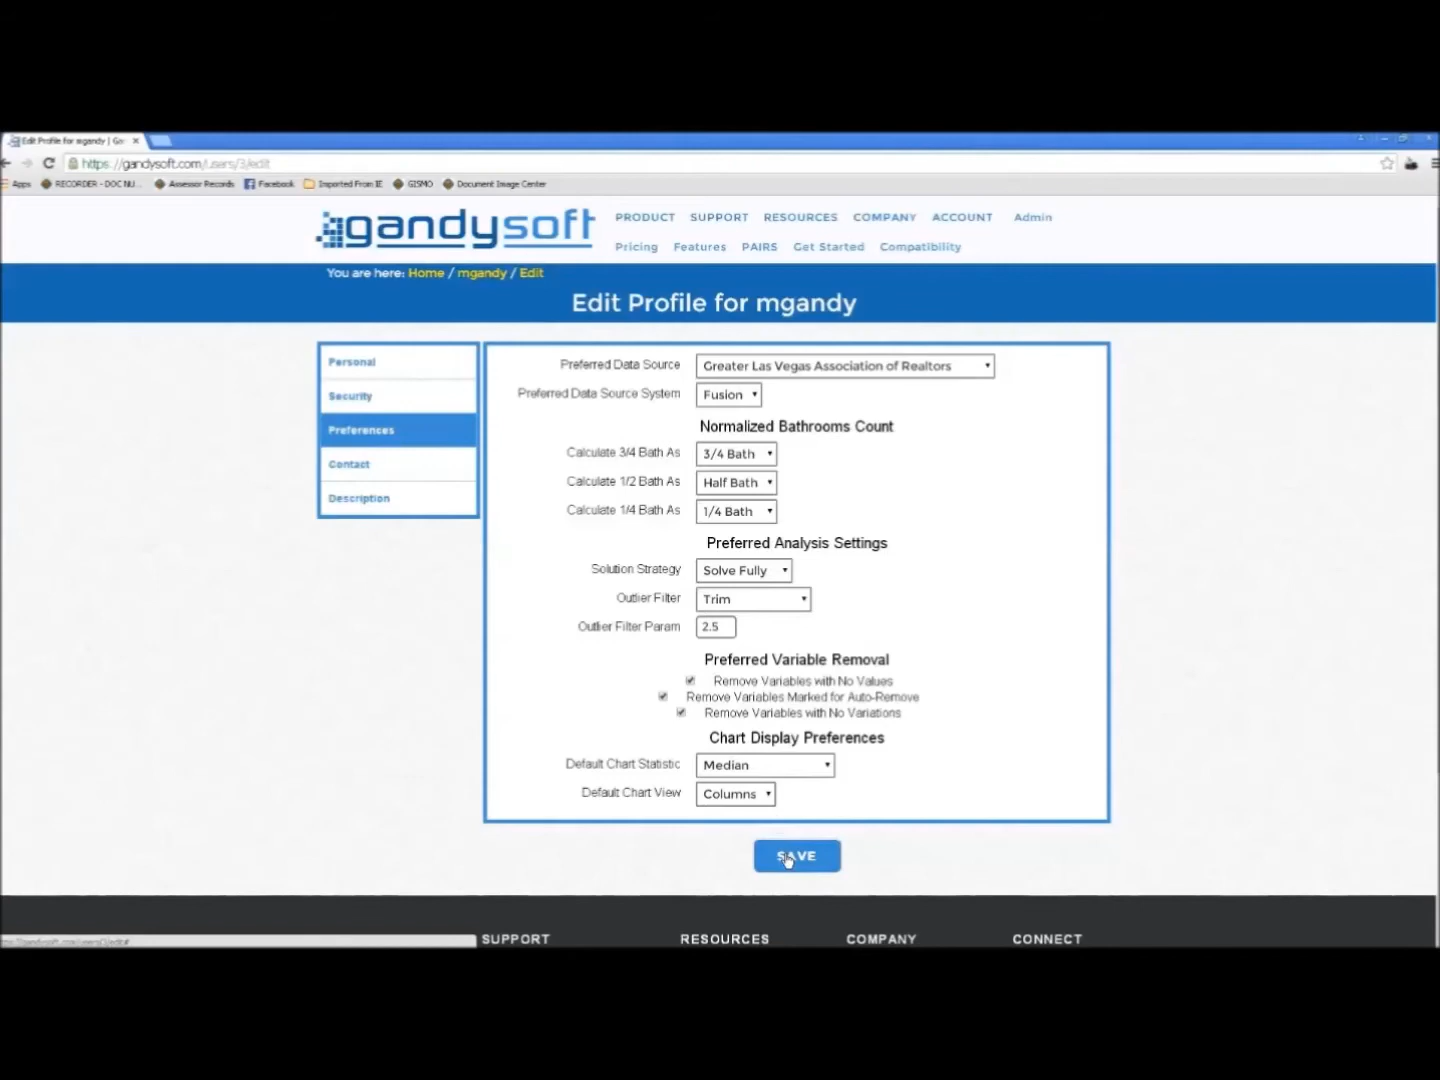 Edit Profile for mgandy | Ga
https://gandysoft.com/users/3/edit
Apps RECORDER - DOC NU... Assessor Records Facebook Imported From IE GISMO Document Image Center
gandysoft
PRODUCT SUPPORT RESOURCES COMPANY ACCOUNT Admin
Pricing Features PAIRS Get Started Compatibility
You are here: Home / mgandy / Edit
Edit Profile for mgandy
Personal
Security
Preferences
Contact
Description
Preferred Data Source Greater Las Vegas Association of Realtors
Preferred Data Source System Fusion
Normalized Bathrooms Count
Calculate 3/4 Bath As 3/4 Bath
Calculate 1/2 Bath As Half Bath
Calculate 1/4 Bath As 1/4 Bath
Preferred Analysis Settings
Solution Strategy Solve Fully
Outlier Filter Trim
Outlier Filter Param 2.5
Preferred Variable Removal
Remove Variables with No Values
Remove Variables Marked for Auto-Remove
Remove Variables with No Variations
Chart Display Preferences
Default Chart Statistic Median
Default Chart View Columns
SAVE
SUPPORT RESOURCES COMPANY CONNECT